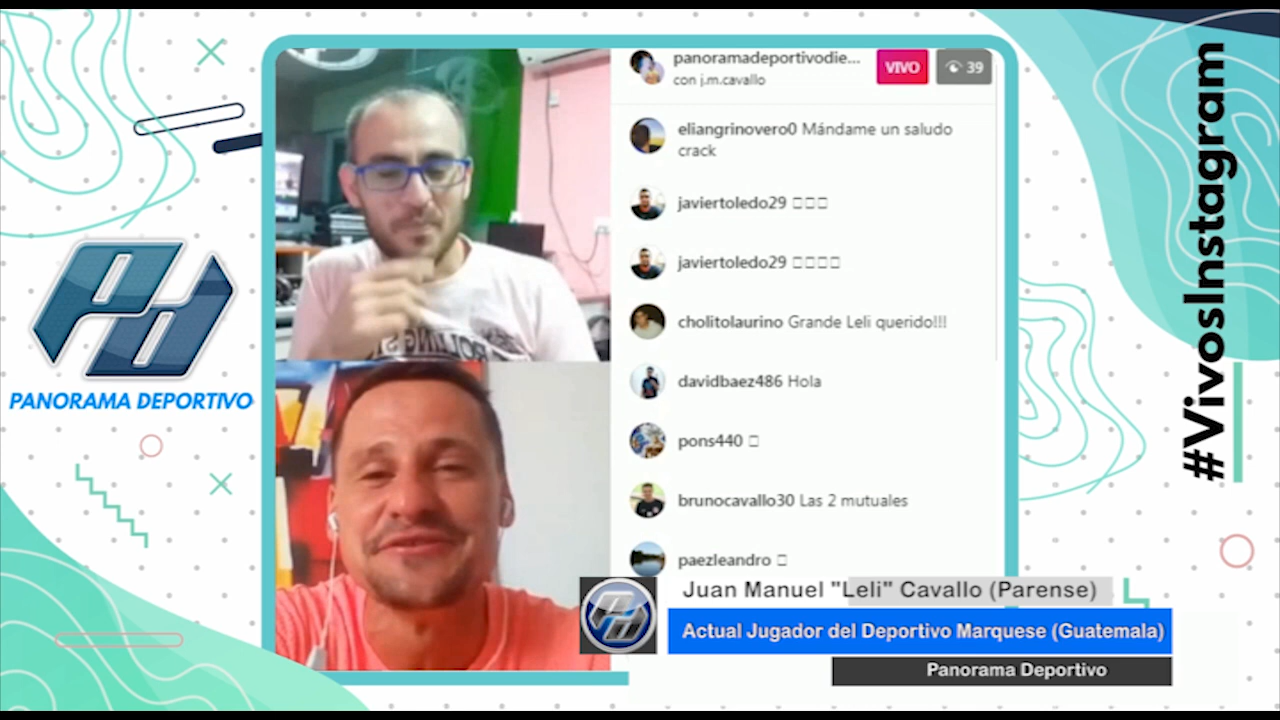 panoramadeportivodie...
con j.m.cavallo
VIVO
39
eliangrinovero0 Mándame un saludo
crack
javiertoledo29
javiertoledo29
cholitolaurino Grande Leli querido!!!
davidbaez486 Hola
pons440
brunocavallo30 Las 2 mutuales
paezleandro
PD
PANORAMA DEPORTIVO
#VivosInstagram
Juan Manuel "Leli" Cavallo (Parense)
Actual Jugador del Deportivo Marquese (Guatemala)
Panorama Deportivo